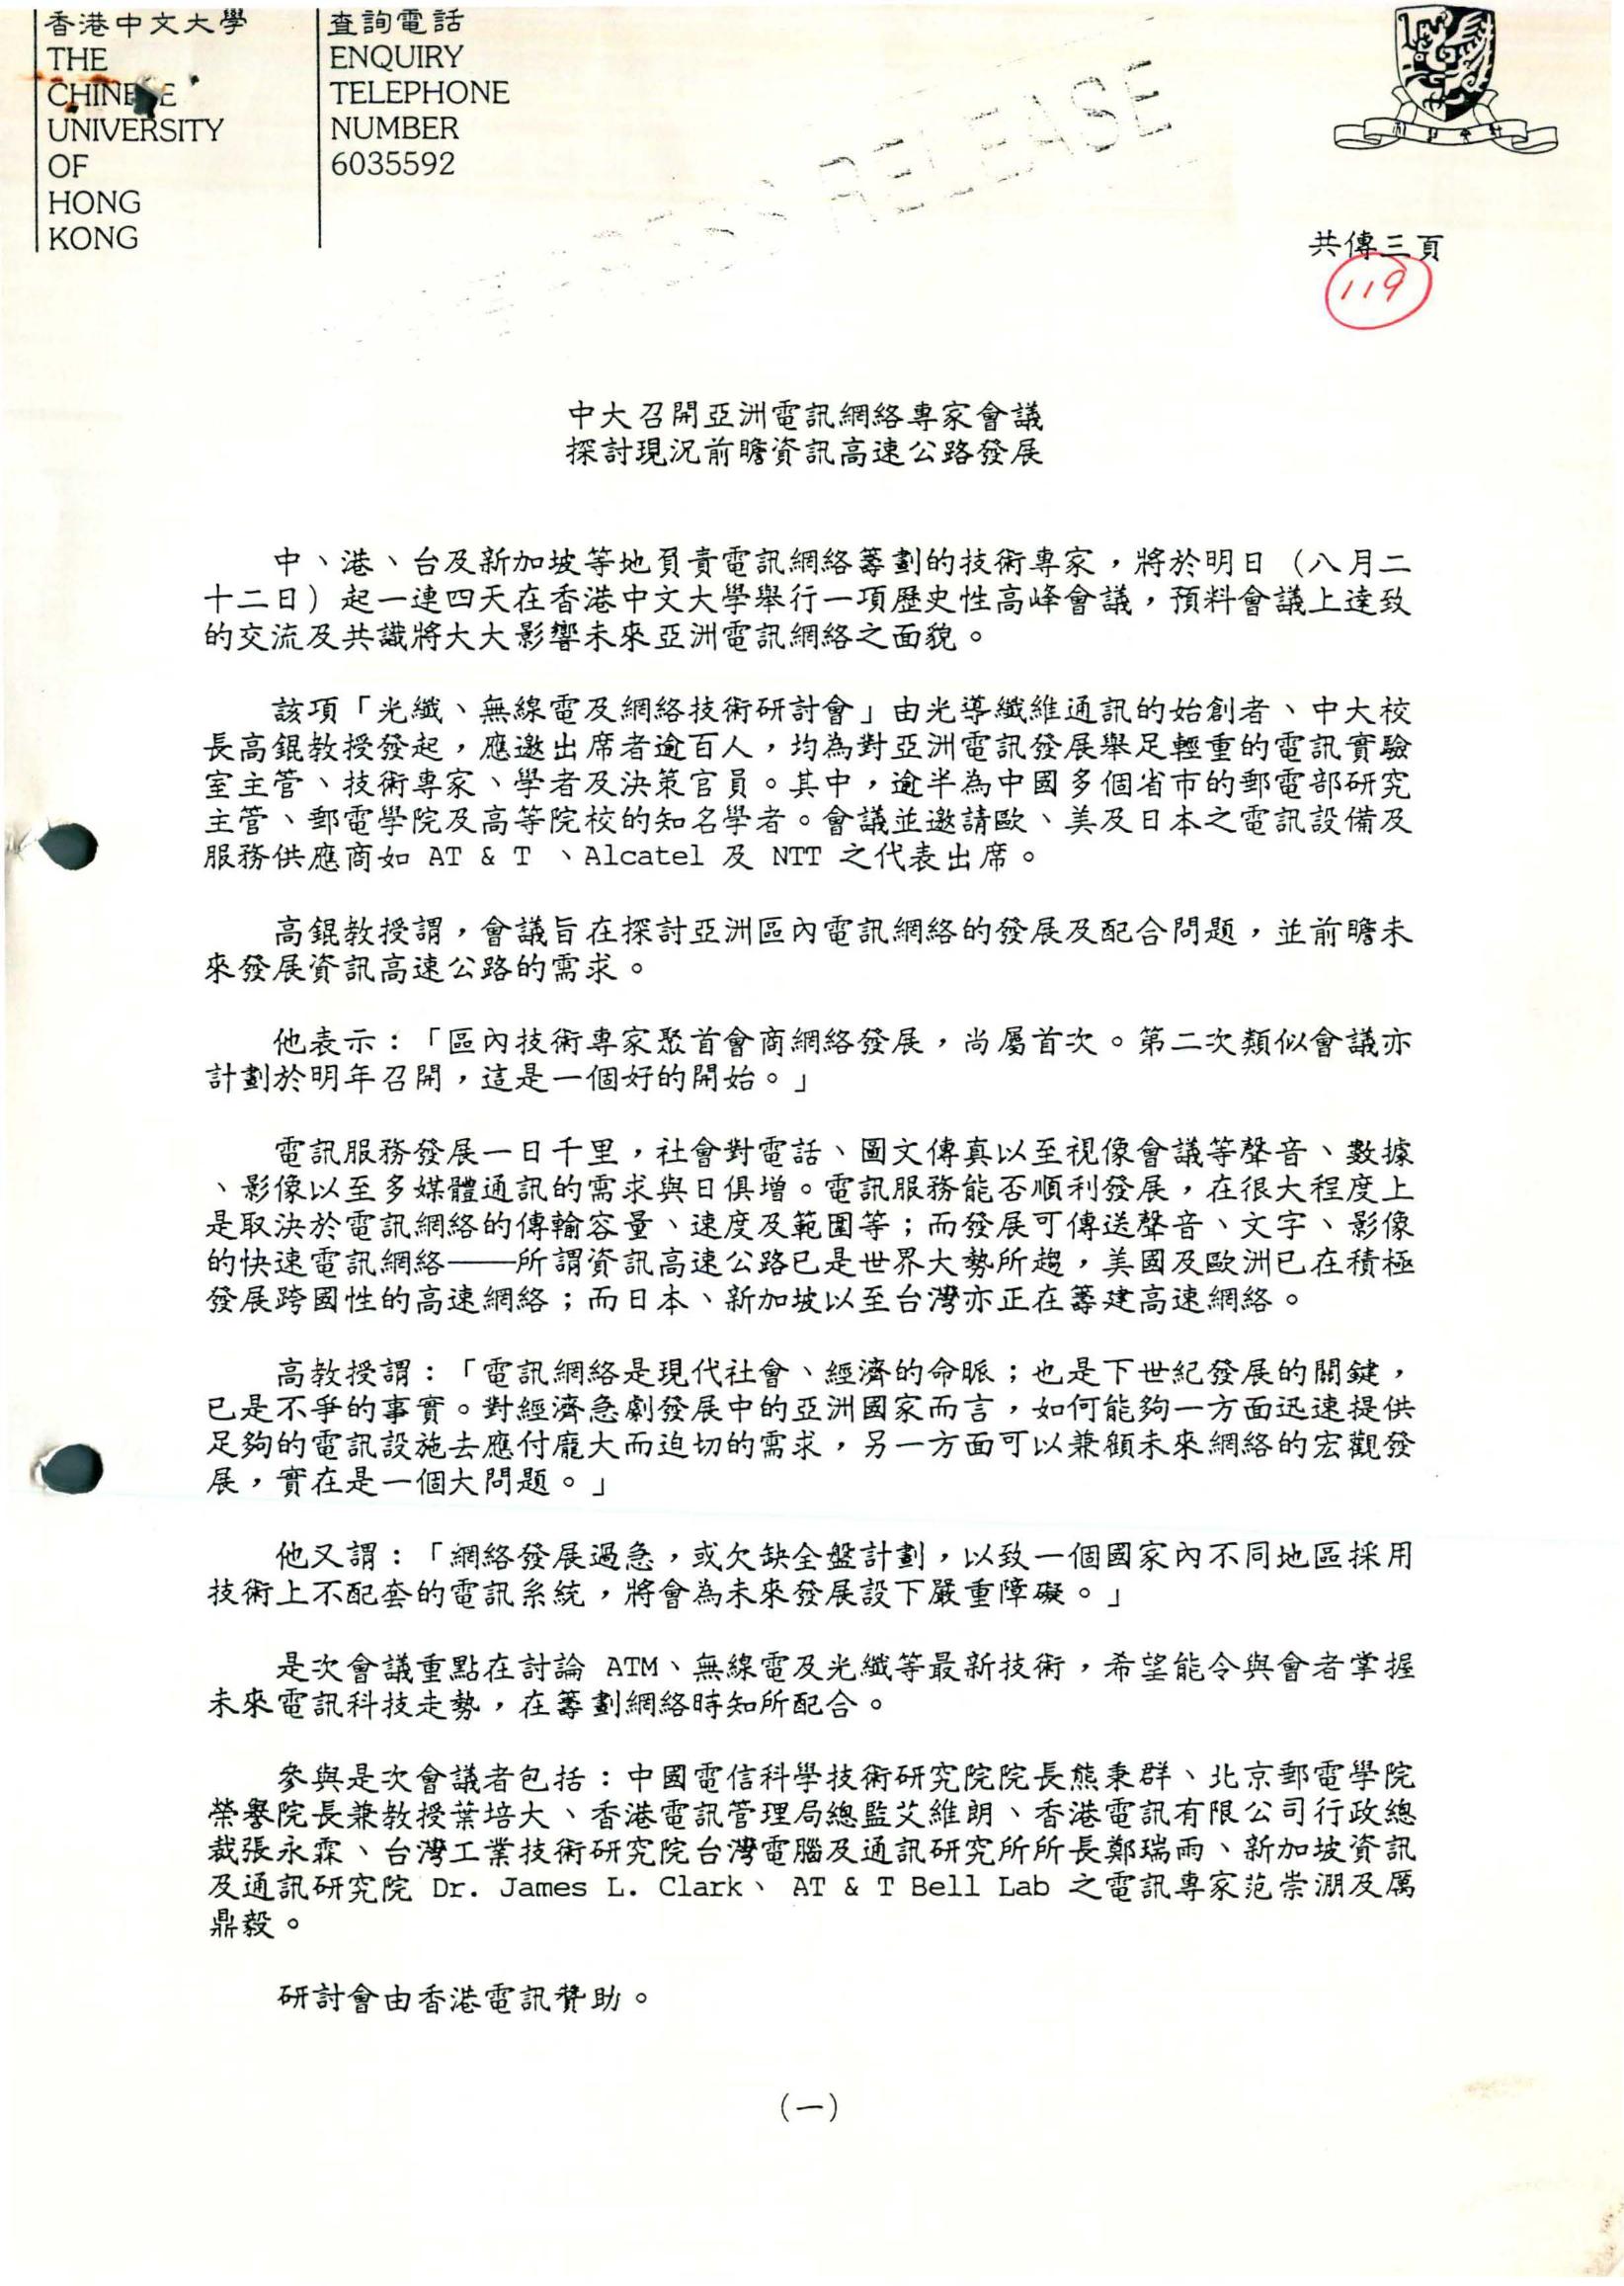 香港中文大學
THE
CHINESE
UNIVERSITY
OF
HONG
KONG
查詢電話
ENQUIRY
TELEPHONE
NUMBER
6035592
PRESS RELEASE
共傳三頁
119
中大召開亞洲電訊網絡專家會議
探討現況前瞻資訊高速公路發展
中、港、台及新加坡等地負責電訊網絡籌劃的技術專家，將於明日（八月二
十二日）起一連四天在香港中文大學舉行一項歷史性高峰會議，預料會議上達致
的交流及共識將大大影響未來亞洲電訊網絡之面貌。
該項「光纖、無線電及網絡技術研討會」由光導纖維通訊的始創者、中大校
長高錕教授發起，應邀出席者逾百人，均為對亞洲電訊發展舉足輕重的電訊實驗
室主管、技術專家、學者及決策官員。其中，逾半為中國多個省市的郵電部研究
主管、郵電學院及高等院校的知名學者。會議並邀請歐、美及日本之電訊設備及
服務供應商如 AT & T 、Alcatel 及 NTT 之代表出席。
高錕教授謂，會議旨在探討亞洲區內電訊網絡的發展及配合問題，並前瞻未
來發展資訊高速公路的需求。
他表示：「區內技術專家聚首會商網絡發展，尚屬首次。第二次類似會議亦
計劃於明年召開，這是一個好的開始。」
電訊服務發展一日千里，社會對電話、圖文傳真以至視像會議等聲音、數據
、影像以至多媒體通訊的需求與日俱增。電訊服務能否順利發展，在很大程度上
是取決於電訊網絡的傳輸容量、速度及範圍等；而發展可傳送聲音、文字、影像
的快速電訊網絡——所謂資訊高速公路已是世界大勢所趨，美國及歐洲已在積極
發展跨國性的高速網絡；而日本、新加坡以至台灣亦正在籌建高速網絡。
高教授謂：「電訊網絡是現代社會、經濟的命脈；也是下世紀發展的關鍵，
已是不爭的事實。對經濟急劇發展中的亞洲國家而言，如何能夠一方面迅速提供
足夠的電訊設施去應付龐大而迫切的需求，另一方面可以兼顧未來網絡的宏觀發
展，實在是一個大問題。」
他又謂：「網絡發展過急，或欠缺全盤計劃，以致一個國家內不同地區採用
技術上不配套的電訊系統，將會為未來發展設下嚴重障礙。」
是次會議重點在討論 ATM、無線電及光纖等最新技術，希望能令與會者掌握
未來電訊科技走勢，在籌劃網絡時知所配合。
參與是次會議者包括：中國電信科學技術研究院院長熊秉群、北京郵電學院
榮譽院長兼教授葉培大、香港電訊管理局總監艾維朗、香港電訊有限公司行政總
裁張永霖、台灣工業技術研究院台灣電腦及通訊研究所所長鄭瑞雨、新加坡資訊
及通訊研究院 Dr. James L. Clark、 AT & T Bell Lab 之電訊專家范崇淜及厲
鼎毅。
研討會由香港電訊贊助。
（一）